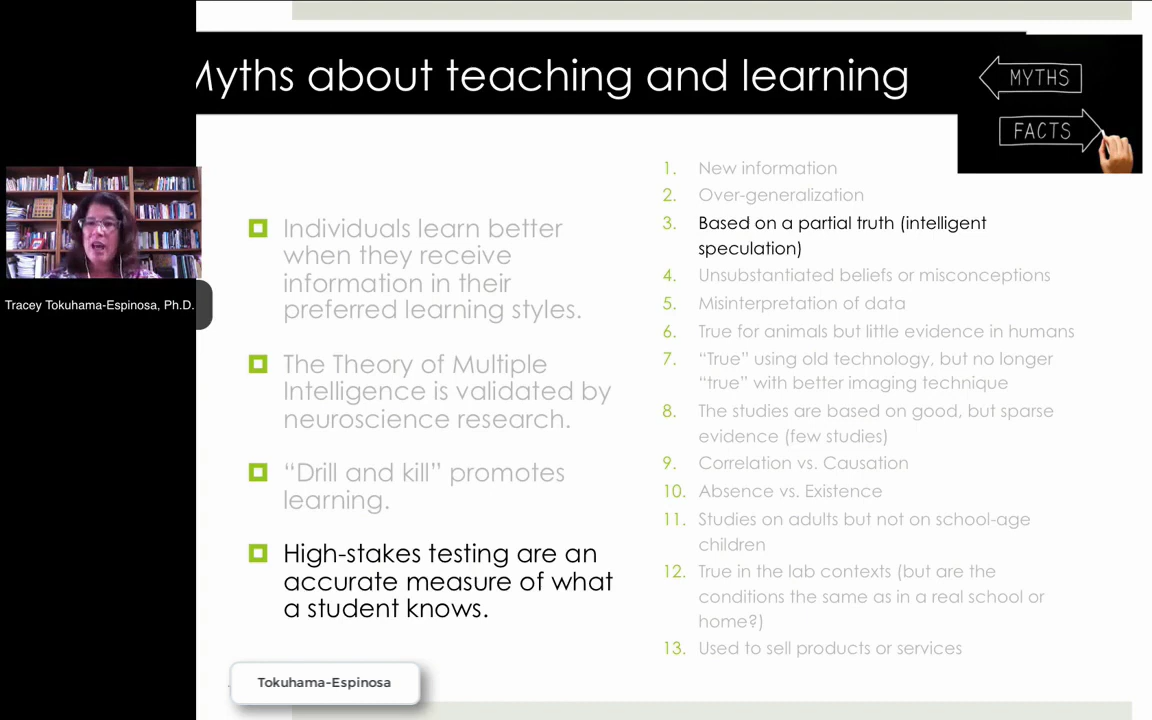 Myths about teaching and learning
MYTHS
FACTS
Tracey Tokuhama-Espinosa, Ph.D.
Individuals learn better
when they receive
information in their
preferred learning styles.
The Theory of Multiple
Intelligence is validated by
neuroscience research.
“Drill and kill” promotes
learning.
High-stakes testing are an
accurate measure of what
a student knows.
1. New information
2. Over-generalization
3. Based on a partial truth (intelligent
speculation)
4. Unsubstantiated beliefs or misconceptions
5. Misinterpretation of data
6. True for animals but little evidence in humans
7. “True” using old technology, but no longer
“true” with better imaging technique
8. The studies are based on good, but sparse
evidence (few studies)
9. Correlation vs. Causation
10. Absence vs. Existence
11. Studies on adults but not on school-age
children
12. True in the lab contexts (but are the
conditions the same as in a real school or
home?)
13. Used to sell products or services
Tokuhama-Espinosa